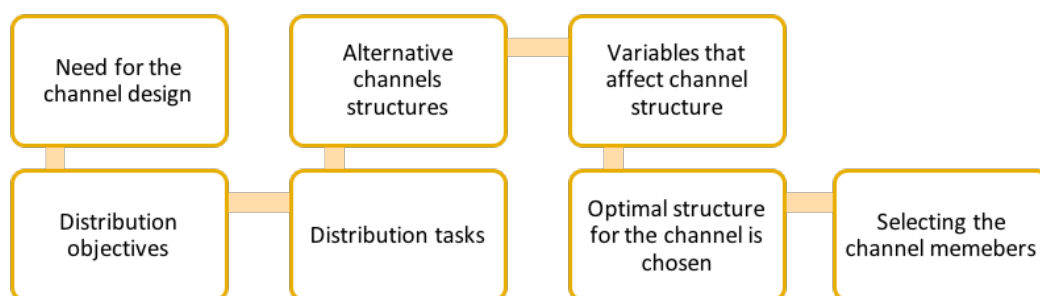 Need for the
channel design
Distribution
objectives
Distribution tasks
Alternative
channels
structures
Variables that
affect channel
structure
Optimal structure
for the channel is
chosen
Selecting the
channel memebers